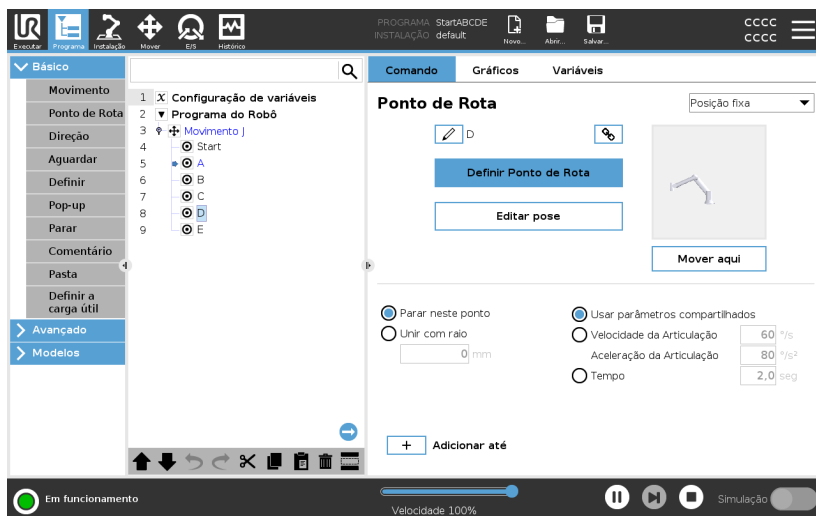 UR
PROGRAMA StartABCDE
INSTALAÇÃO default
cccc
cccc
Executar Programa Instalação Mover E/S Histórico Novo... Abrir... Salvar...
Básico
Movimento
Ponto de Rota
Direção
Aguardar
Definir
Pop-up
Parar
Comentário
Pasta
Definir a
carga útil
Avançado
Modelos
1 X Configuração de variáveis
2 Programa do Robô
3 Movimento J
4 Start
5 A
6 B
7 C
8 D
9 E
Comando Gráficos Variáveis
Ponto de Rota
Posição fixa
D
Definir Ponto de Rota
Editar pose
Mover aqui
Parar neste ponto
Unir com raio
0 mm
Usar parâmetros compartilhados
Velocidade da Articulação 60 °/s
Aceleração da Articulação 80 °/s²
Tempo 2,0 seg
+ Adicionar até
Em funcionamento
Velocidade 100%
Simulação